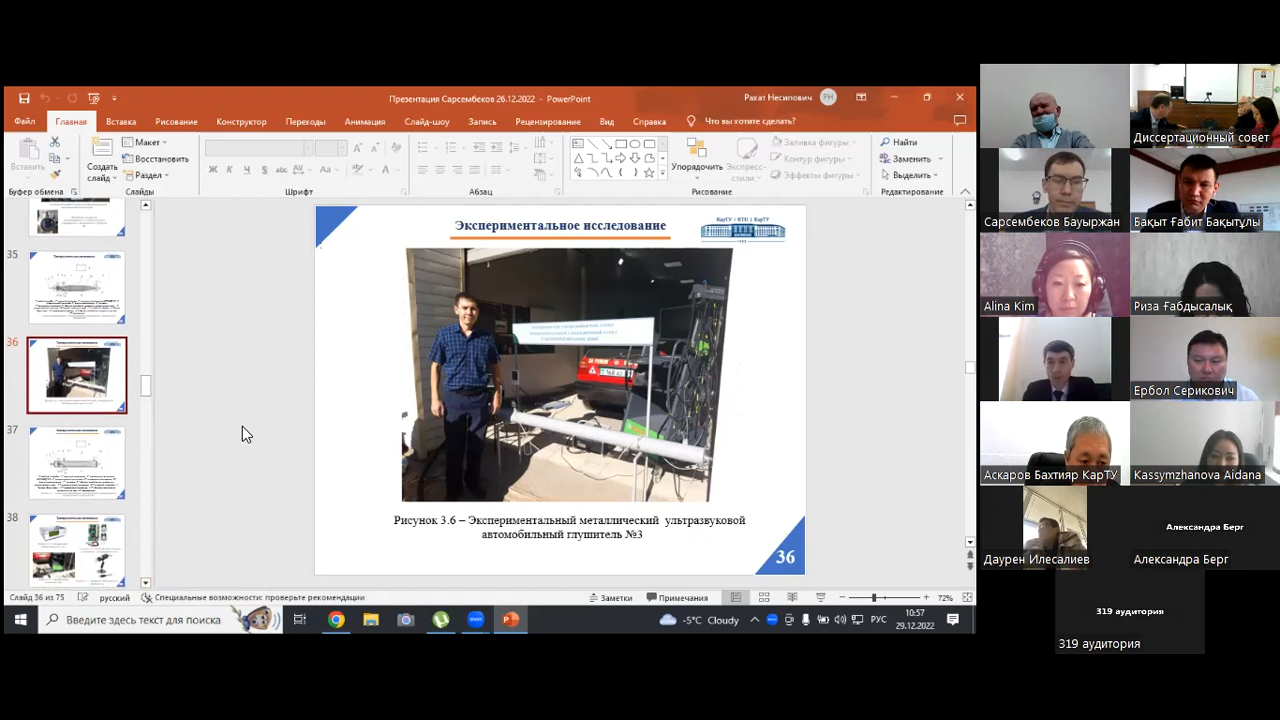 Презентация Сарсембеков 26.12.2022 - PowerPoint
Рахат Несипович
РН
Файл
Главная
Вставка
Рисование
Конструктор
Переходы
Анимация
Слайд-шоу
Запись
Рецензирование
Вид
Справка
Что вы хотите сделать?
Вставить
Буфер обмена
Создать слайд
Макет
Восстановить
Раздел
Слайды
Шрифт
Абзац
Упорядочить
Экспресс-стили
Заливка фигуры
Контур фигуры
Эффекты фигуры
Рисование
Найти
Заменить
Выделить
Редактирование
35
36
37
38
Экспериментальное исследование
КарТУ | KTU | КарТУ
Рисунок 3.6 – Экспериментальный металлический ультразвуковой
автомобильный глушитель №3
36
Слайд 36 из 75
русский
Специальные возможности: проверьте рекомендации
Заметки
Примечания
72%
Введите здесь текст для поиска
-5°C Cloudy
РУС
10:57
29.12.2022
Диссертационный совет
Сарсембеков Бауыржан
Бақыт Ғабит Бақытұлы
Alina Kim
Риза Ғабдысалық
Ербол Серикович
Аскаров Бахтияр КарТУ
Kassymzhanova Aidana
Даурен Илесалиев
Александра Берг
Александра Берг
319 аудитория
319 аудитория